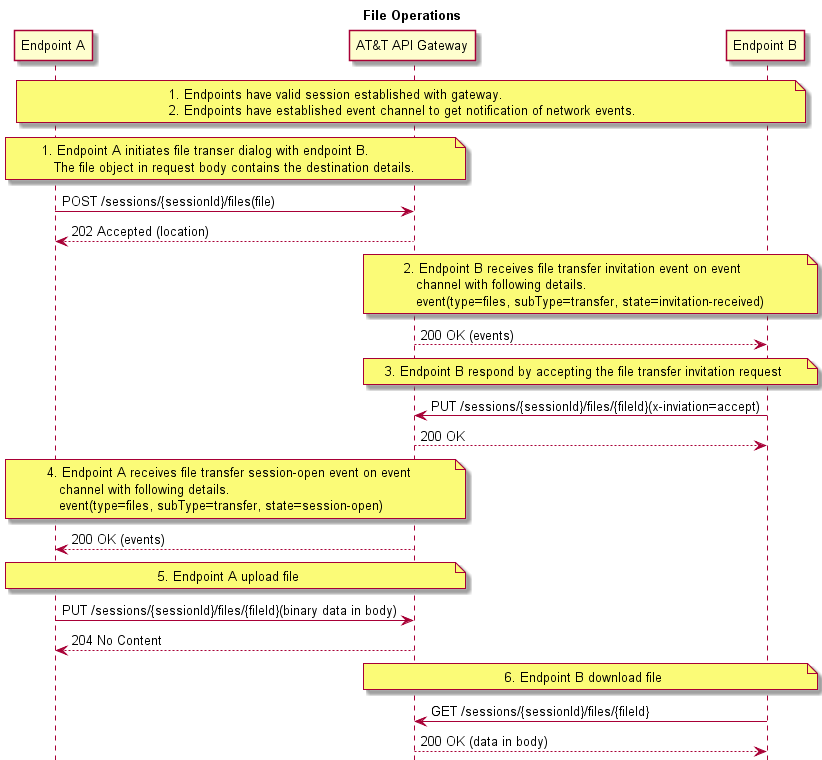 File Operations
Endpoint A
AT&T API Gateway
Endpoint B
1. Endpoints have valid session established with gateway.
2. Endpoints have established event channel to get notification of network events.
1. Endpoint A initiates file transer dialog with endpoint B.
The file object in request body contains the destination details.
POST /sessions/{sessionId}/files(file)
202 Accepted (location)
2. Endpoint B receives file transfer invitation event on event
channel with following details.
event(type=files, subType=transfer, state=invitation-received)
200 OK (events)
3. Endpoint B respond by accepting the file transfer invitation request
PUT /sessions/{sessionId}/files/{fileId}(x-inviation=accept)
200 OK
4. Endpoint A receives file transfer session-open event on event
channel with following details.
event(type=files, subType=transfer, state=session-open)
200 OK (events)
5. Endpoint A upload file
PUT /sessions/{sessionId}/files/{fileId}(binary data in body)
204 No Content
6. Endpoint B download file
GET /sessions/{sessionId}/files/{fileId}
200 OK (data in body)